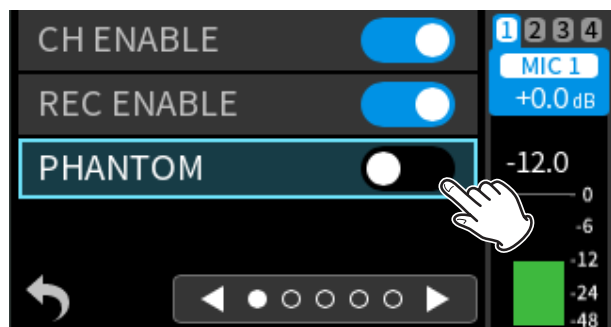 CH ENABLE
REC ENABLE
PHANTOM
1 2 3 4
MIC 1
+0.0 dB
-12.0
0
-6
-12
-24
-48